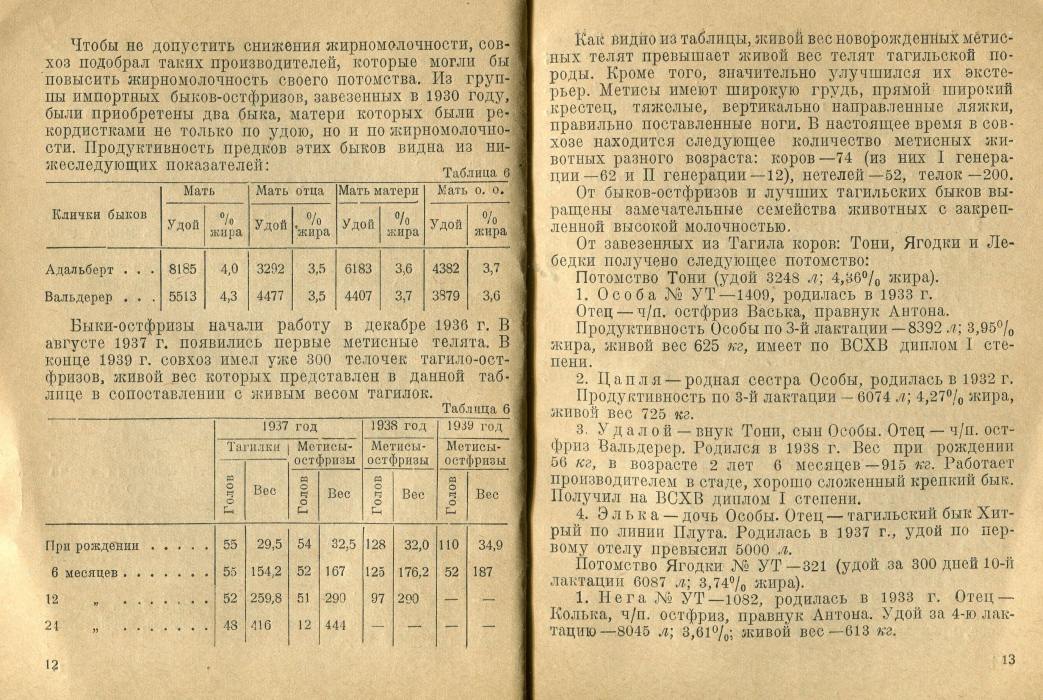 Чтобы не допустить снижения жирномолочности, сов-
хоз подобрал таких производителей, которые могли бы
повысить жирномолочность своего потомства. Из груп-
пы импортных быков-остфризов, завезенных в 1930 году,
были приобретены два быка, матери которых были ре-
кордистками не только по удою, но и по жирномолочно-
сти. Продуктивность предков этих быков видна из ни-
жеследующих показателей:
Таблица 6
Клички быков Мать Мать отца Мать матери Мать о. о.
Удой % жира Удой % жира Удой % жира Удой % жира
Адальберт . . . 8185 4,0 3292 3,5 6183 3,6 4382 3,7
Вальдерер . . . 5513 4,3 4477 3,5 4407 3,7 3879 3,6
Быки-остфризы начали работу в декабре 1936 г. В
августе 1937 г. появились первые метисные телята. В
конце 1939 г. совхоз имел уже 300 телочек тагило-ост-
фризов, живой вес которых представлен в данной таб-
лице в сопоставлении с живым весом тагилок.
Таблица 6
1937 год 1938 год 1939 год
Тагилки Метисы-остфризы Метисы-остфризы Метисы-остфризы
Голов Вес Голов Вес Голов Вес Голов Вес
При рождении . . . . . 55 29,5 54 32,5 128 32,0 110 34,9
6 месяцев . . . . . . . 55 154,2 52 167 125 176,2 52 187
12 „ . . . . . . . 52 259,8 51 290 97 290 — —
24 „ . . . . . . . 48 416 12 444 — — — —
12
Как видно из таблицы, живой вес новорожденных метис-
ных телят превышает живой вес телят тагильской по-
роды. Кроме того, значительно улучшился их эксте-
рьер. Метисы имеют широкую грудь, прямой широкий
крестец, тяжелые, вертикально направленные ляжки,
правильно поставленные ноги. В настоящее время в сов-
хозе находится следующее количество метисных жи-
вотных разного возраста: коров—74 (из них I генера-
ции—62 и II генерации—12), нетелей—52, телок—200.
От быков-остфризов и лучших тагильских быков вы-
ращены замечательные семейства животных с закреп-
ленной высокой молочностью.
От завезенных из Тагила коров: Тони, Ягодки и Ле-
бедки получено следующее потомство:
Потомство Тони (удой 3248 л; 4,36% жира).
1. Особа № УТ—1409, родилась в 1933 г.
Отец—ч/п. остфриз Васька, правнук Антона.
Продуктивность Особы по 3-й лактации—8392 л; 3,95%
жира, живой вес 625 кг, имеет по ВСХВ диплом I сте-
пени.
2. Цапля—родная сестра Особы, родилась в 1932 г.
Продуктивность по 3-й лактации—6074 л; 4,27% жира,
живой вес 725 кг.
3. Удалой—внук Тони, сын Особы. Отец—ч/п. ост-
фриз Вальдерер. Родился в 1938 г. Вес при рождении
56 кг, в возрасте 2 лет 6 месяцев—915 кг. Работает
производителем в стаде, хорошо сложенный крепкий бык.
Получил на ВСХВ диплом I степени.
4. Элька—дочь Особы. Отец—тагильский бык Хит-
рый по линии Плута. Родилась в 1937 г., удой по пер-
вому отелу превысил 5000 л.
Потомство Ягодки № УТ—321 (удой за 300 дней 10-й
лактации 6087 л; 3,74% жира).
1. Нега № УТ—1082, родилась в 1933 г. Отец—
Колька, ч/п. остфриз, правнук Антона. Удой за 4-ю лак-
тацию—8045 л; 3,61%; живой вес—613 кг.
13